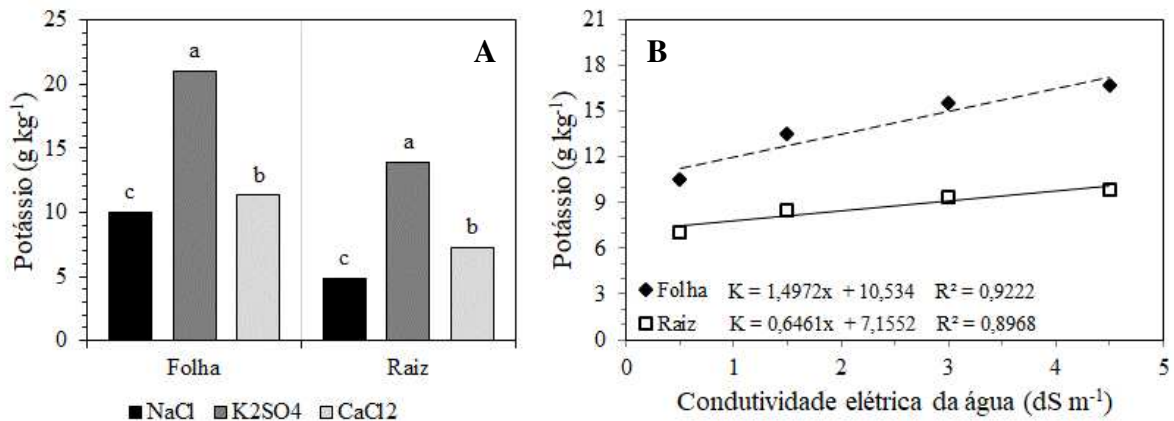 25
20
15
10
5
0
Potássio (g kg-1)
A
a
c
b
a
c
b
Folha Raiz
NaCl K2SO4 CaCl2
21
18
15
12
9
6
3
0
Potássio (g kg-1)
B
Folha K = 1,4972x + 10,534 R² = 0,9222
Raiz K = 0,6461x + 7,1552 R² = 0,8968
0 1 2 3 4 5
Condutividade elétrica da água (dS m-1)